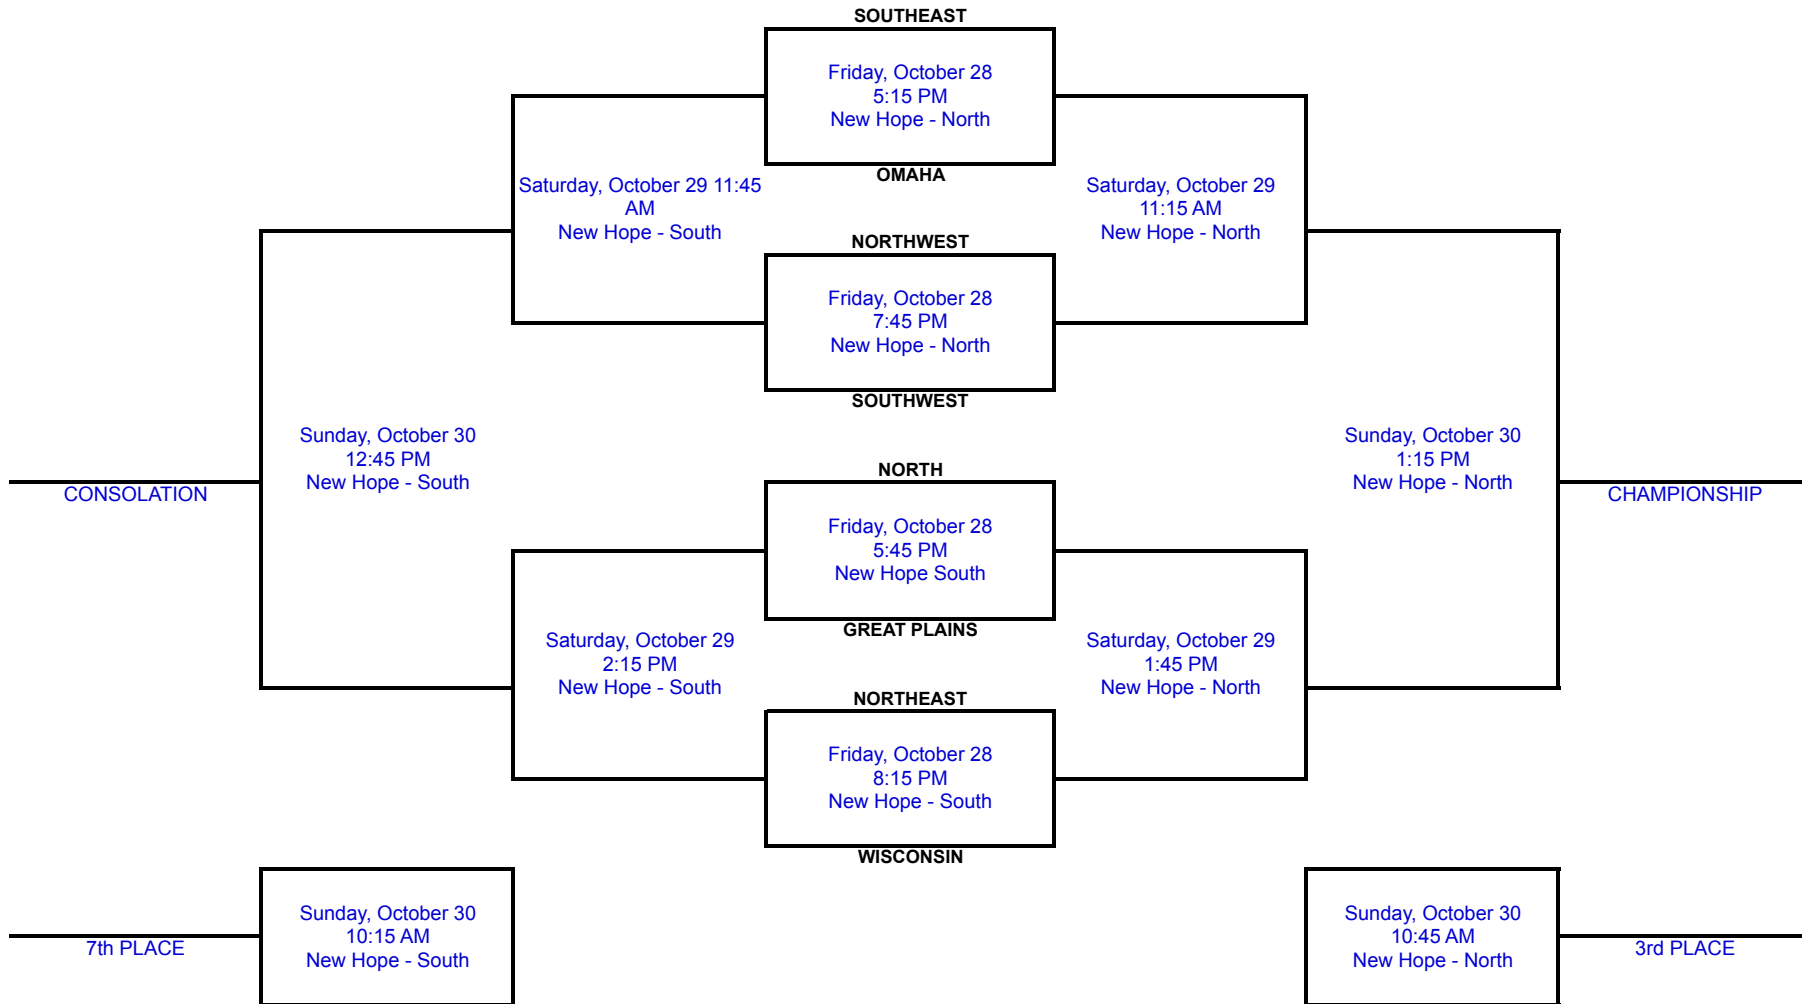 SOUTHEAST
Friday, October 28
5:15 PM
New Hope - North
OMAHA
Saturday, October 29 11:45
AM
New Hope - South
Saturday, October 29
11:15 AM
New Hope - North
NORTHWEST
Friday, October 28
7:45 PM
New Hope - North
SOUTHWEST
Sunday, October 30
12:45 PM
New Hope - South
CONSOLATION
Sunday, October 30
1:15 PM
New Hope - North
CHAMPIONSHIP
NORTH
Friday, October 28
5:45 PM
New Hope South
GREAT PLAINS
Saturday, October 29
2:15 PM
New Hope - South
Saturday, October 29
1:45 PM
New Hope - North
NORTHEAST
Friday, October 28
8:15 PM
New Hope - South
WISCONSIN
Sunday, October 30
10:15 AM
New Hope - South
7th PLACE
Sunday, October 30
10:45 AM
New Hope - North
3rd PLACE